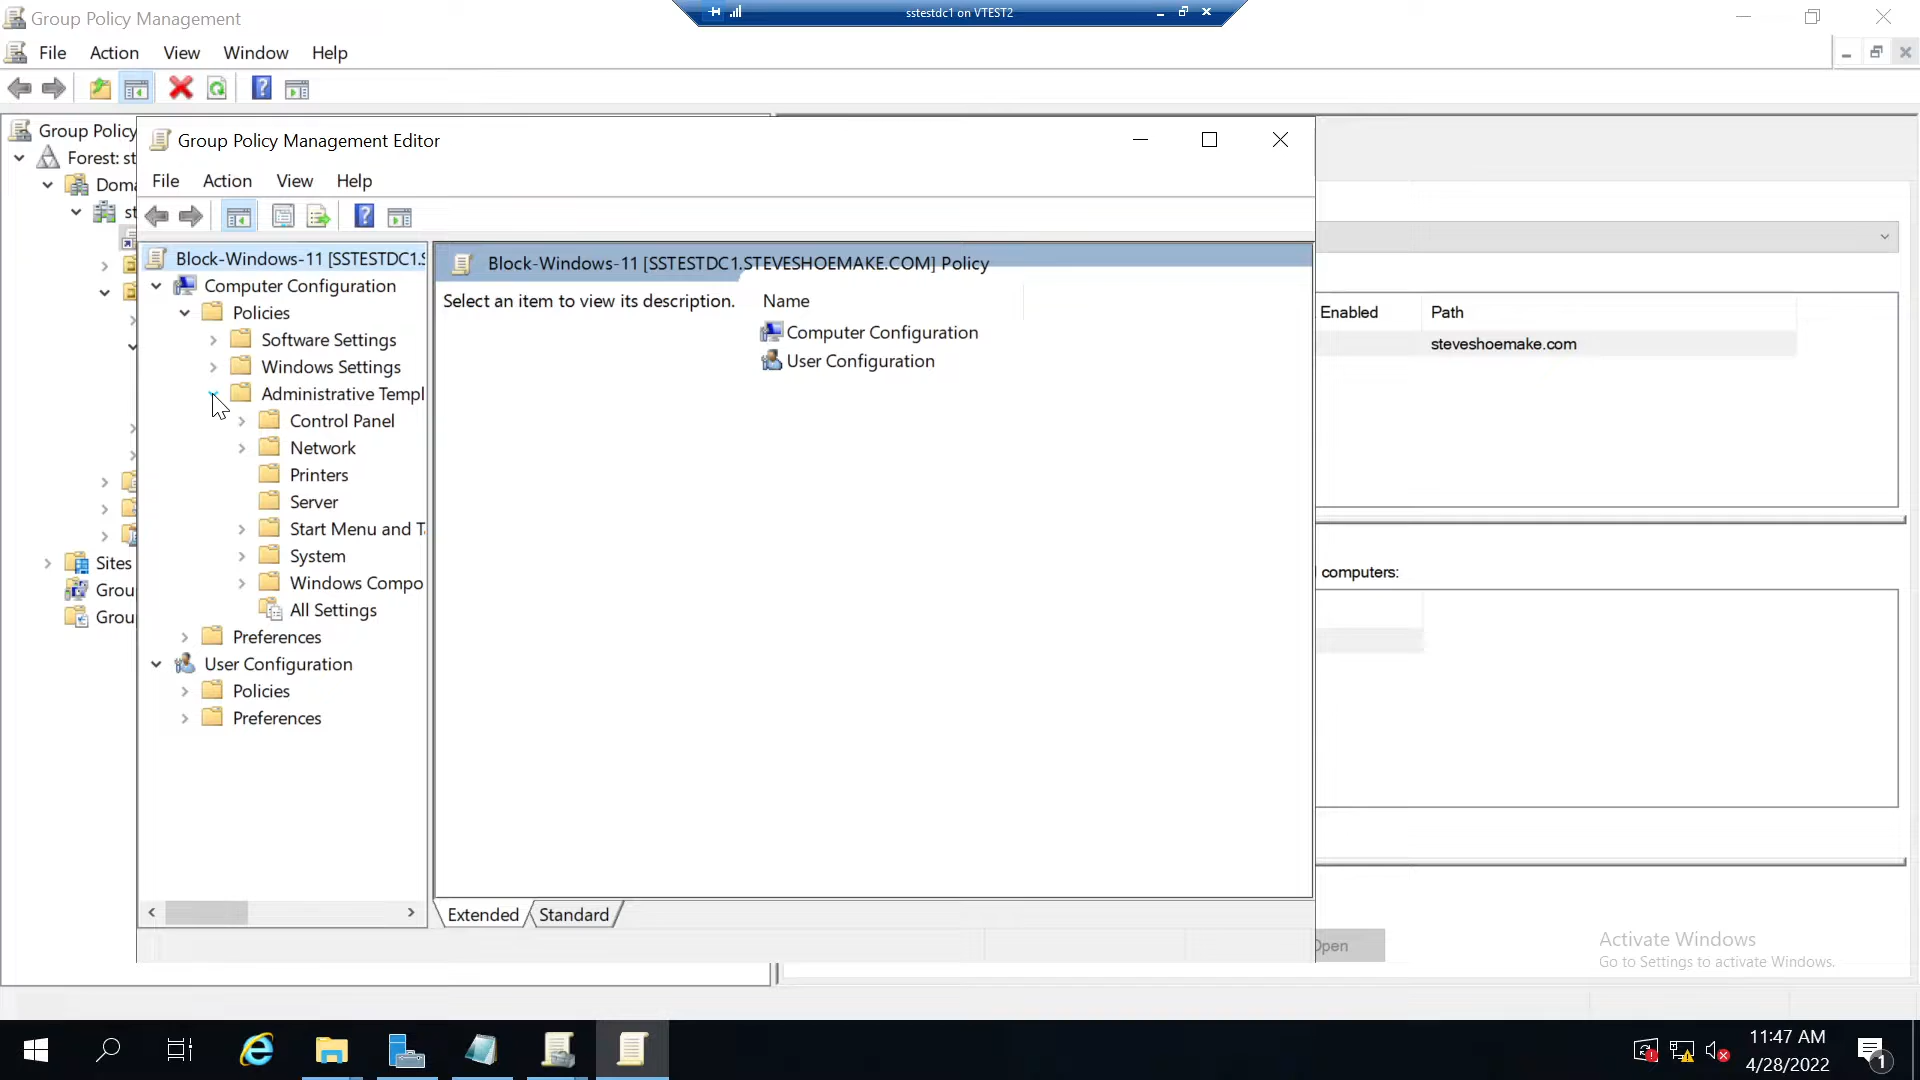 Group Policy Management
sstestdc1 on VTEST2
File Action View Window Help
Group Policy
Forest: st
Doma
st
Sites
Grou
Grou
Group Policy Management Editor
File Action View Help
Block-Windows-11 [SSTESTDC1.S
Computer Configuration
Policies
Software Settings
Windows Settings
Administrative Templ
Control Panel
Network
Printers
Server
Start Menu and Ta
System
Windows Compo
All Settings
Preferences
User Configuration
Policies
Preferences
Block-Windows-11 [SSTESTDC1.STEVESHOEMAKE.COM] Policy
Select an item to view its description.
Name
Computer Configuration
User Configuration
Extended Standard
Enabled Path
steveshoemake.com
computers:
Open
Activate Windows
Go to Settings to activate Windows.
11:47 AM
4/28/2022
1